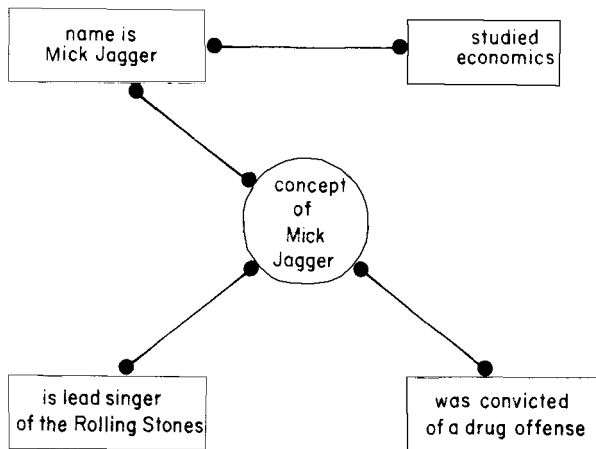 name is
Mick Jagger
studied
economics
concept
of
Mick
Jagger
is lead singer
of the Rolling Stones
was convicted
of a drug offense